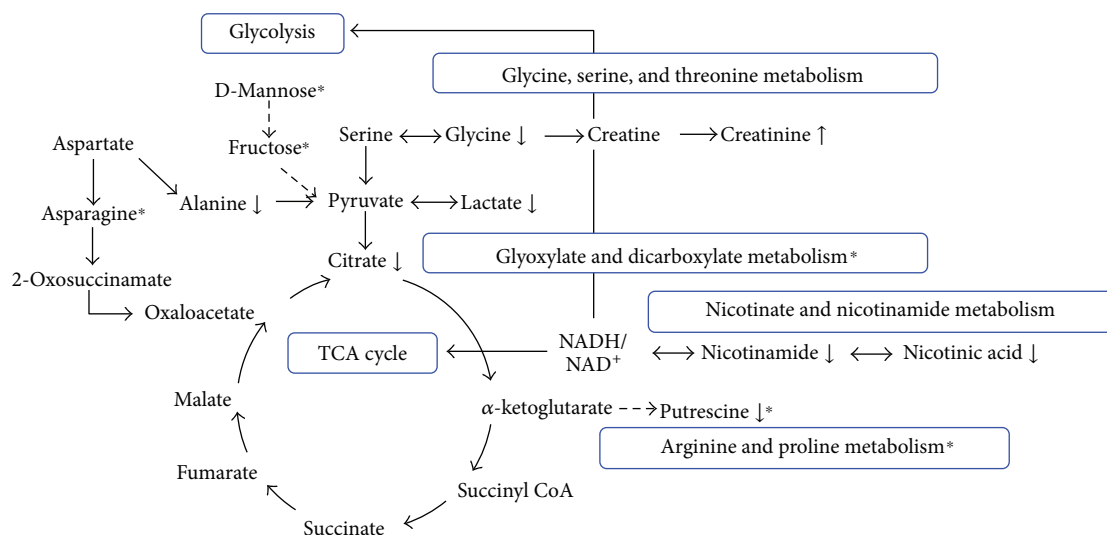 Glycolysis
Glycine, serine, and threonine metabolism
D-Mannose*
Aspartate
Serine
Glycine ↓
Creatine
Creatinine ↑
Fructose*
Asparagine*
Alanine ↓
Pyruvate
Lactate ↓
2-Oxosuccinamate
Citrate ↓
Glyoxylate and dicarboxylate metabolism*
Oxaloacetate
Nicotinate and nicotinamide metabolism
TCA cycle
NADH/
NAD+
Nicotinamide ↓
Nicotinic acid ↓
Malate
α-ketoglutarate
Putrescine ↓*
Arginine and proline metabolism*
Fumarate
Succinyl CoA
Succinate